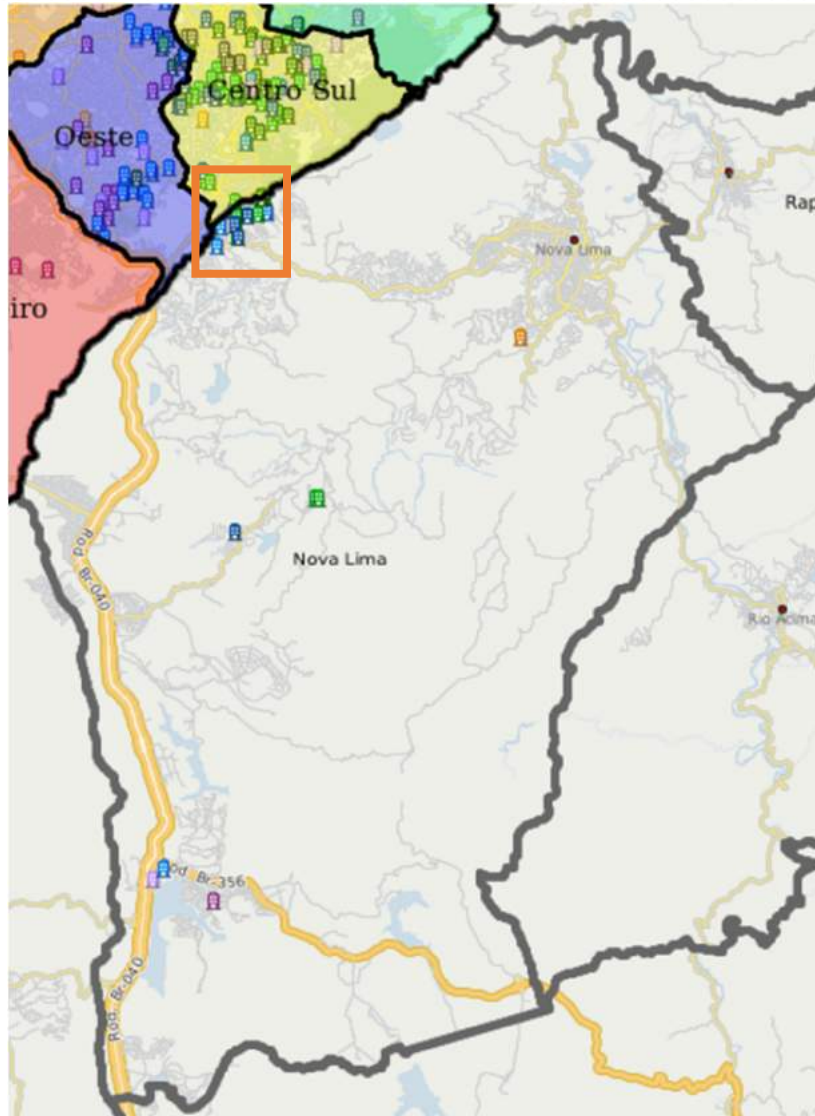 Centro Sul
Oeste
Rap
Nova Lima
iro
Rod Br-040
Nova Lima
Rio Acima
Rod Br-356
Rod. Br-040